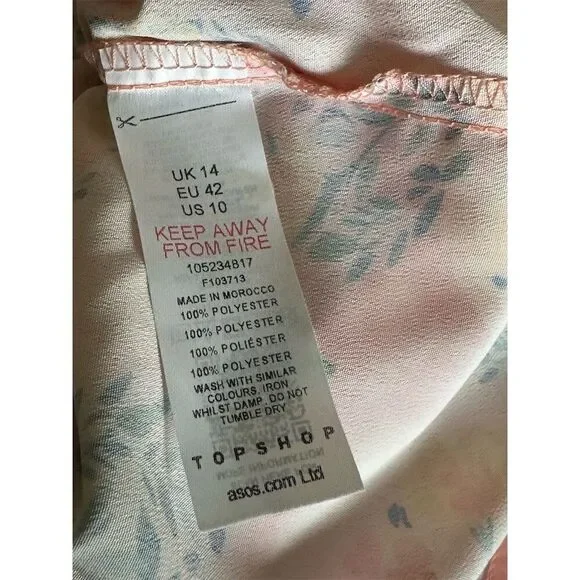 UK 14
EU 42
US 10
KEEP AWAY
FROM FIRE
105234817
F103713
MADE IN MOROCCO
100% POLYESTER
100% POLYESTER
100% POLIÉSTER
100% POLYESTER
WASH WITH SIMILAR
COLOURS, IRON
WHILST DAMP, DO NOT
TUMBLE DRY
TOPSHOP
asos.com Ltd